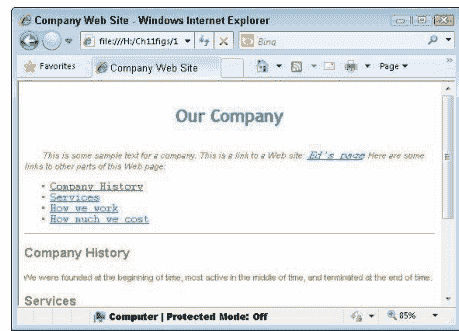 Company Web Site - Windows Internet Explorer
file:///H:/Ch11figs/1
Bing
Favorites
Company Web Site
Page
Our Company
This is some sample text for a company. This is a link to a Web site: Ed's page Here are some
links to other parts of this Web page:
• Company History
• Services
• How we work
• How much we cost
Company History
We were founded at the beginning of time, most active in the middle of time, and terminated at the end of time.
Services
Computer | Protected Mode: Off
85%